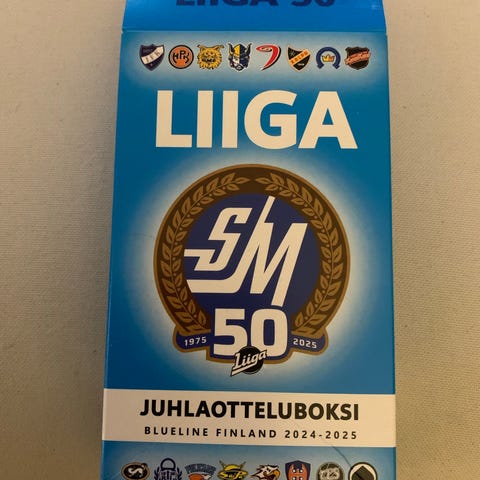 LIIGA 50
LIIGA
SM
50
1975 2025
Liiga
JUHLAOTTELUBOKSI
BLUELINE FINLAND 2024-2025